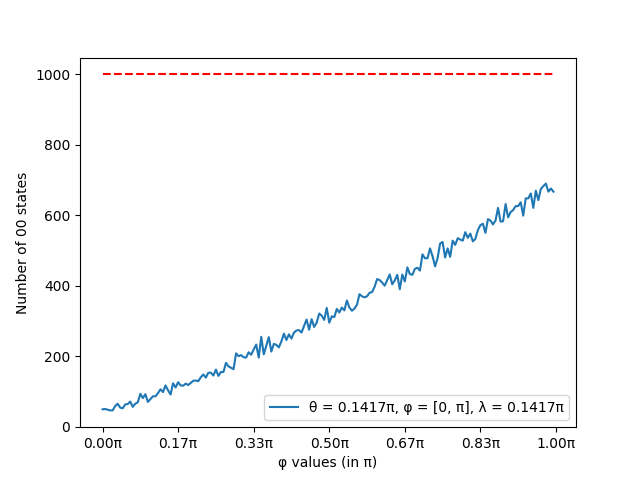 1000
800
600
400
200
0
Number of 00 states
θ = 0.1417π, φ = [0, π], λ = 0.1417π
0.00π 0.17π 0.33π 0.50π 0.67π 0.83π 1.00π
φ values (in π)